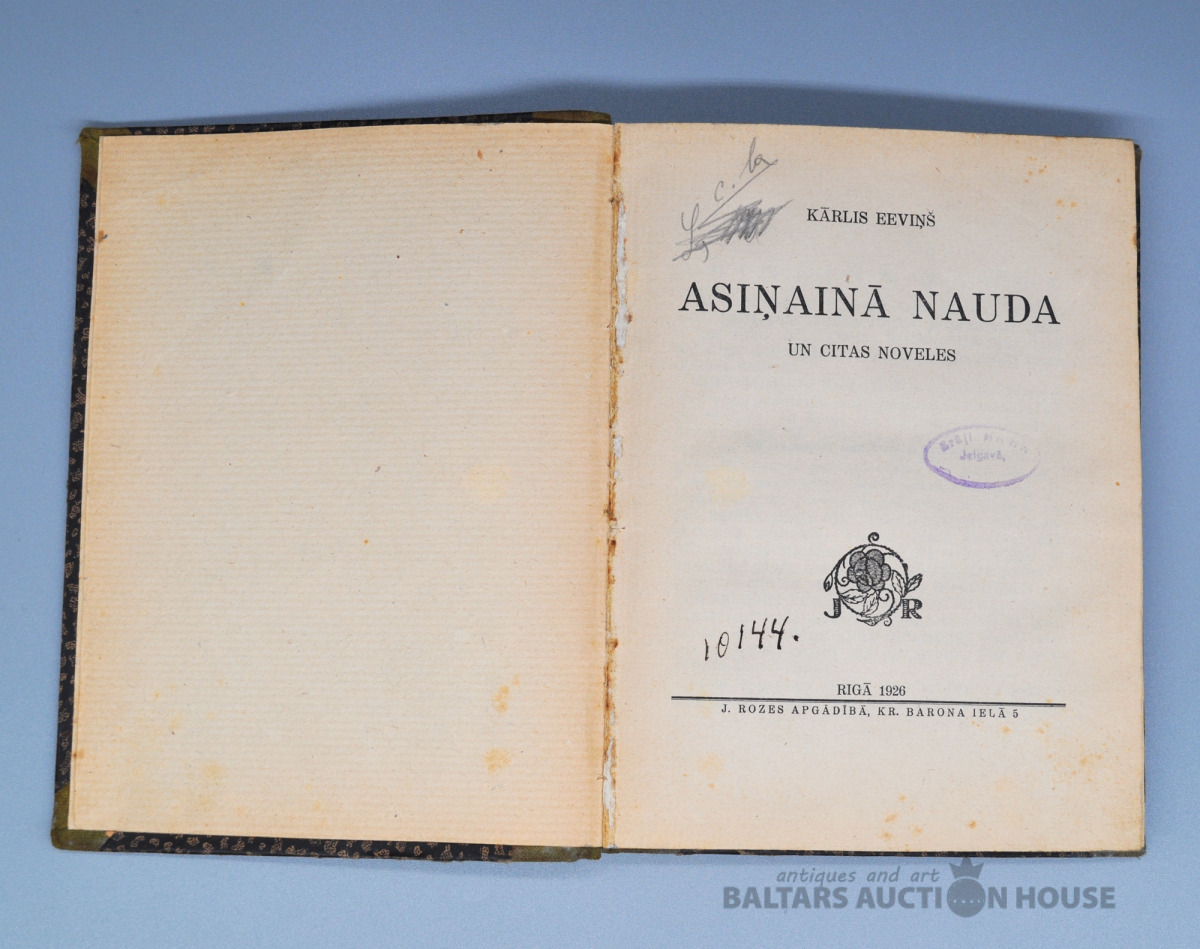 c. la
KĀRLIS EEVIŅŠ
ASIŅAINĀ NAUDA
UN CITAS NOVELES
Jelgavā,
J R
10144.
RIGĀ 1926
J. ROZES APGĀDĪBĀ, KR. BARONA IELĀ 5
antiques and art
BALTARS AUCTION HOUSE